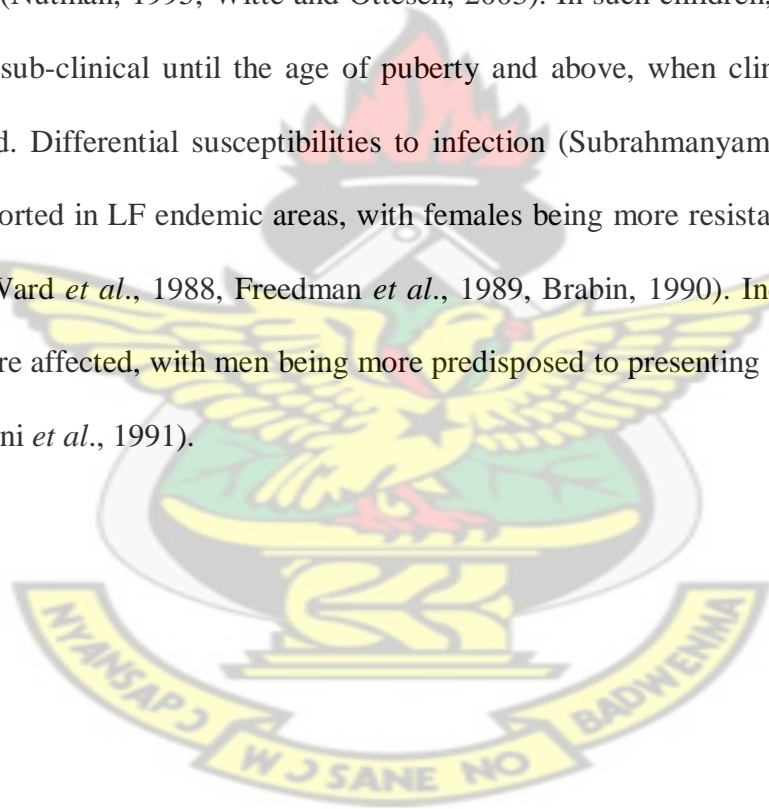 (Nutman, 1995; Witte and Ottesen, 2003). In such children,
sub-clinical until the age of puberty and above, when clin
d. Differential susceptibilities to infection (Subrahmanyam
orted in LF endemic areas, with females being more resista
Vard et al., 1988, Freedman et al., 1989, Brabin, 1990). In
re affected, with men being more predisposed to presenting
ni et al., 1991).
NYANSAPƆ WƆSANE NO BADWENMA